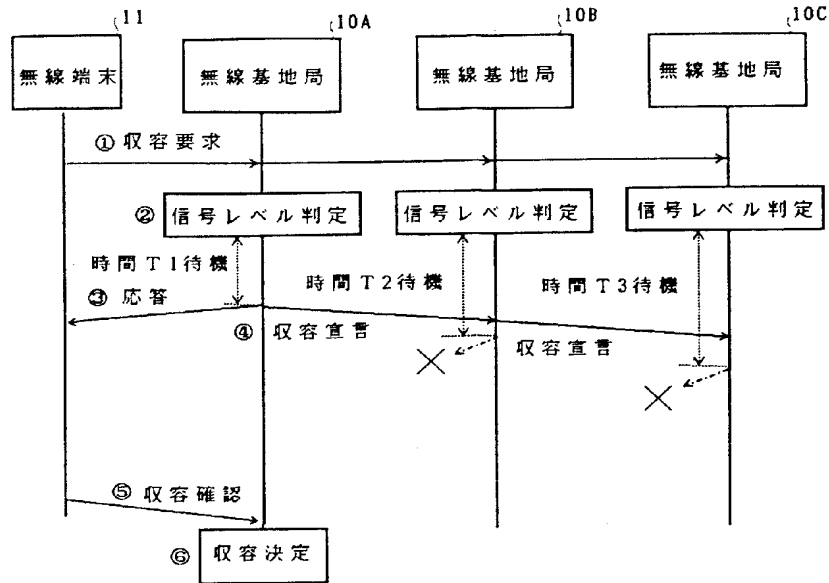 11
10A
10B
10C
無線端末
無線基地局
無線基地局
無線基地局
①収容要求
②
信号レベル判定
信号レベル判定
信号レベル判定
時間T1待機
時間T2待機
時間T3待機
③応答
④収容宣言
収容宣言
⑤収容確認
⑥
収容決定